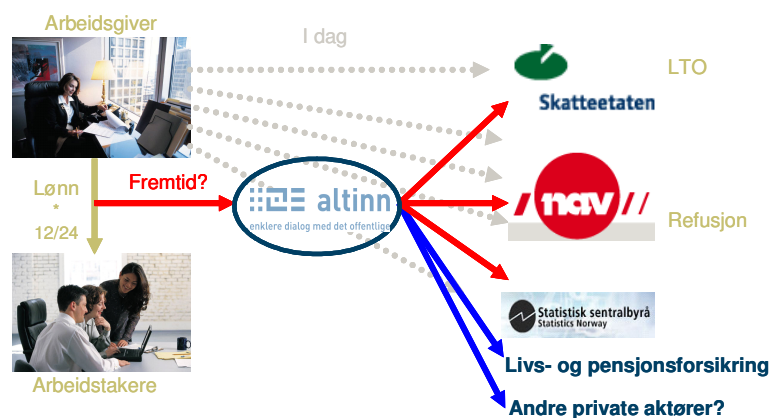 Arbeidsgiver
I dag
LTO
Skatteetaten
Lønn
*
12/24
Fremtid?
altinn
enklere dialog med det offentlige
nav
Refusjon
Statistisk sentralbyrå
Statistics Norway
Livs- og pensjonsforsikring
Arbeidstakere
Andre private aktører?